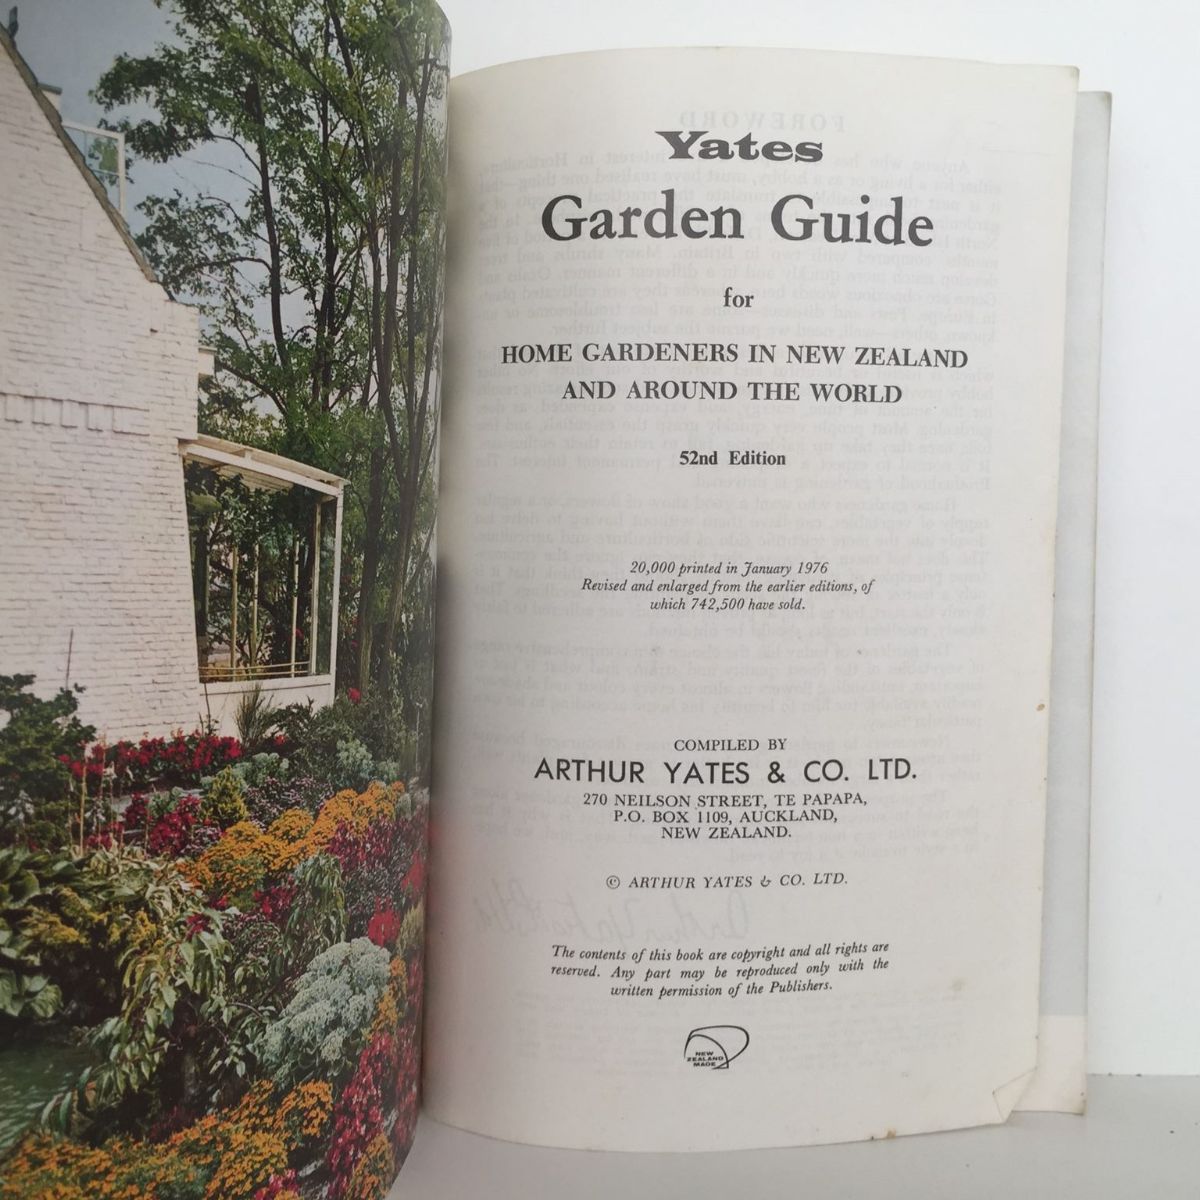 Yates
Garden Guide
for
HOME GARDENERS IN NEW ZEALAND
AND AROUND THE WORLD
52nd Edition
20,000 printed in January 1976
Revised and enlarged from the earlier editions, of
which 742,500 have sold.
COMPILED BY
ARTHUR YATES & CO. LTD.
270 NEILSON STREET, TE PAPAPA,
P.O. BOX 1109, AUCKLAND,
NEW ZEALAND.
© ARTHUR YATES & CO. LTD.
The contents of this book are copyright and all rights are
reserved. Any part may be reproduced only with the
written permission of the Publishers.
NEW
ZEALAND
MADE